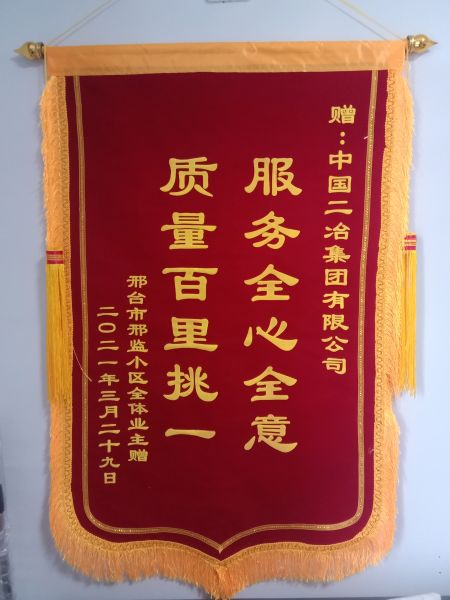 赠：中国二冶集团有限公司
服务全心全意
质量百里挑一
邢台市邢监小区全体业主赠
二〇二一年三月二十九日